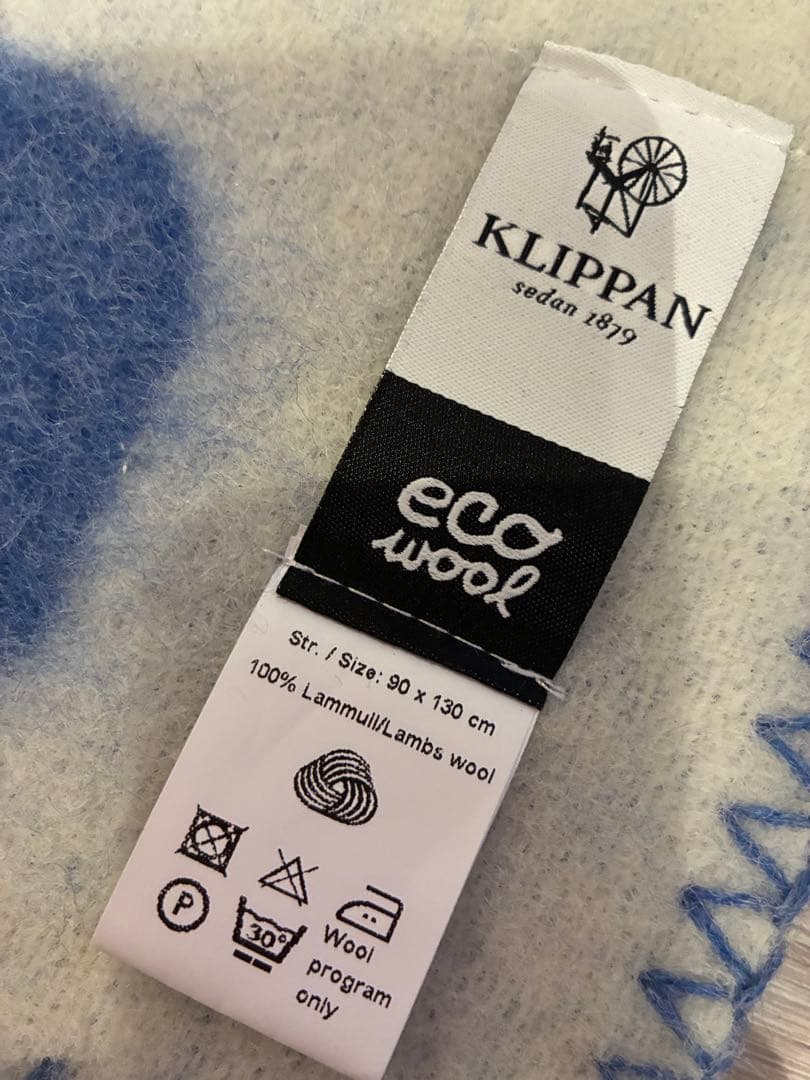 KLIPPAN
sedan 1879
eco
wool
Str. / Size: 90 x 130 cm
100% Lammull/Lambs wool
P
30°
Wool
program
only